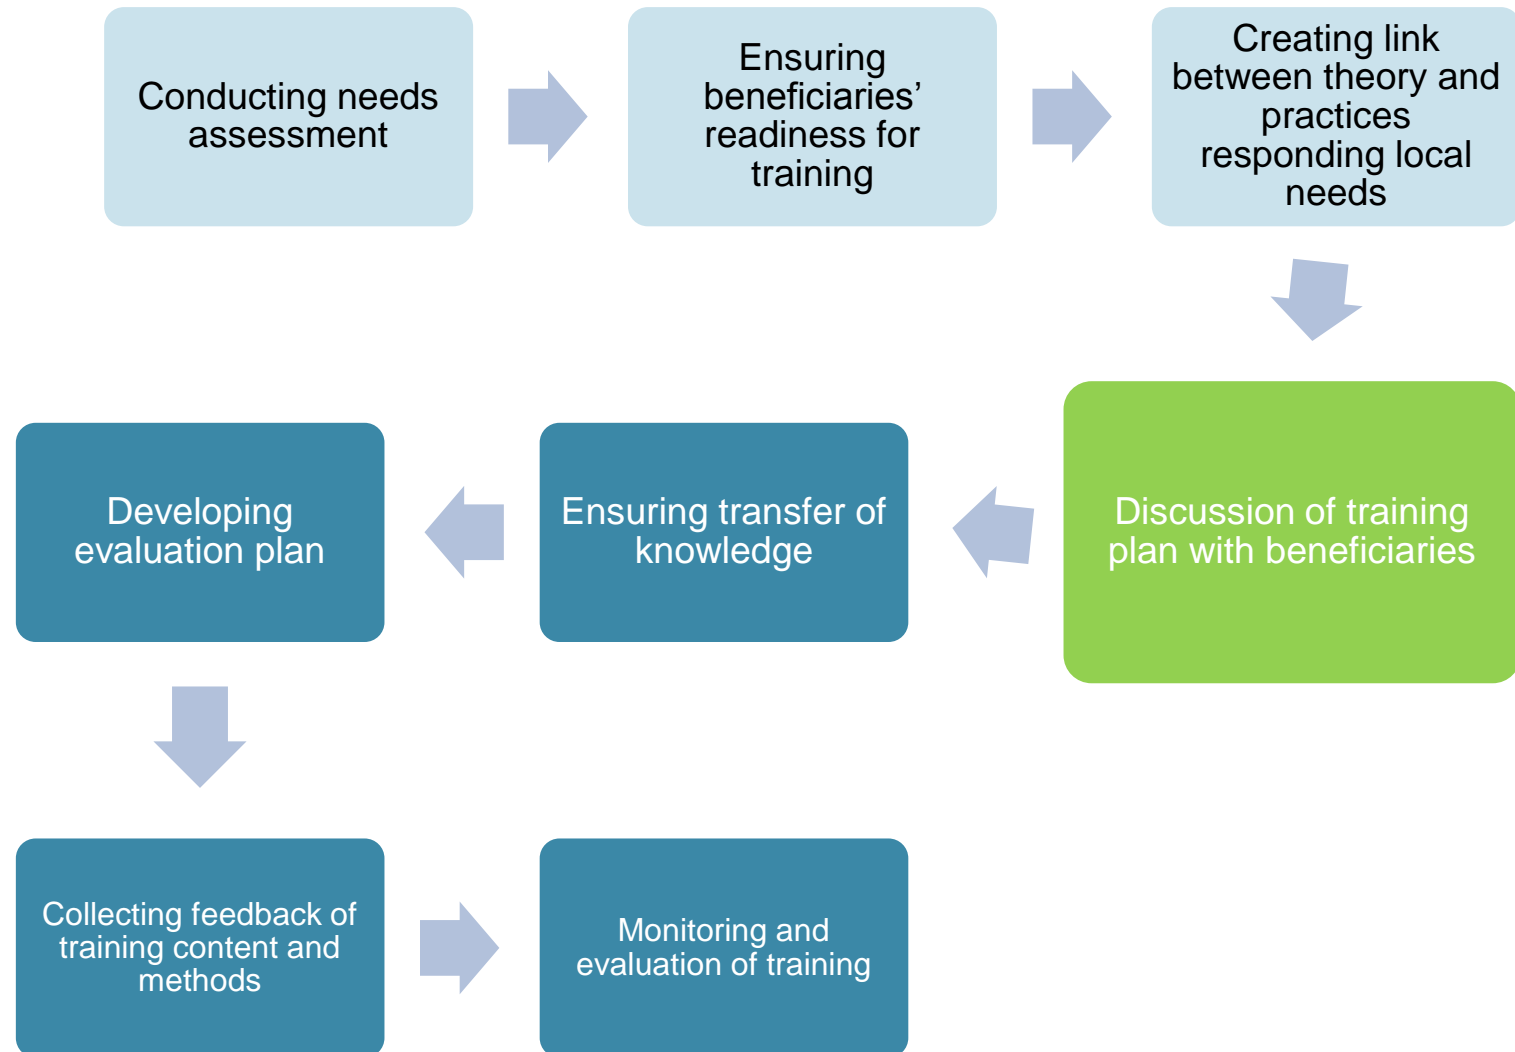 Conducting needs
assessment
Ensuring
beneficiaries’
readiness for
training
Creating link
between theory and
practices
responding local
needs
Discussion of training
plan with beneficiaries
Ensuring transfer of
knowledge
Developing
evaluation plan
Collecting feedback of
training content and
methods
Monitoring and
evaluation of training